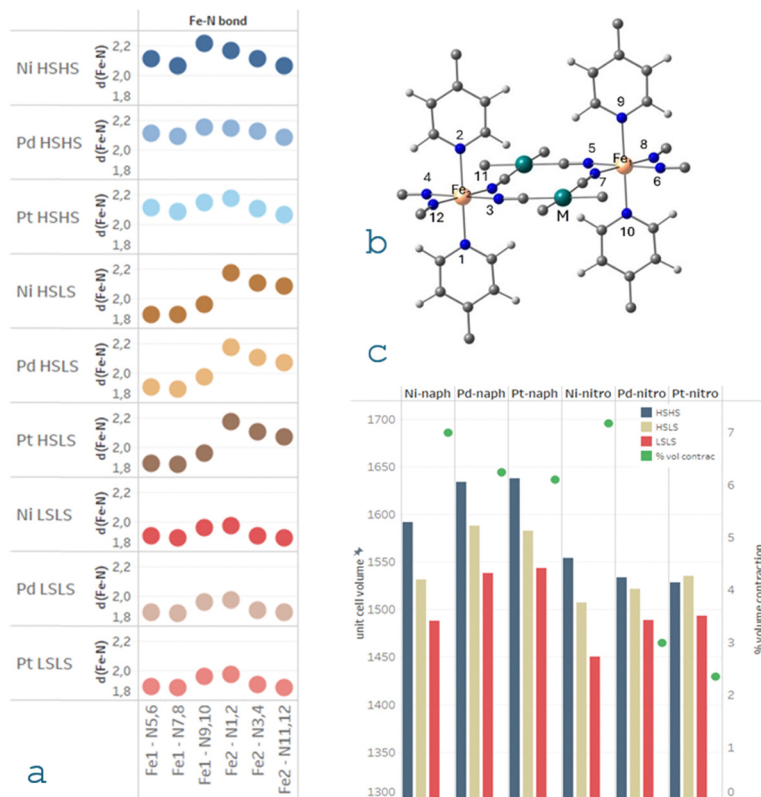 Fe-N bond
Ni HSHS
d(Fe-N)
2,2
2,0
1,8
Pd HSHS
d(Fe-N)
2,2
2,0
1,8
Pt HSHS
d(Fe-N)
2,2
2,0
1,8
Ni HSLS
d(Fe-N)
2,2
2,0
1,8
Pd HSLS
d(Fe-N)
2,2
2,0
1,8
Pt HSLS
d(Fe-N)
2,2
2,0
1,8
Ni LSLS
d(Fe-N)
2,2
2,0
1,8
Pd LSLS
d(Fe-N)
2,2
2,0
1,8
Pt LSLS
d(Fe-N)
2,2
2,0
1,8
Fe1 - N5,6
Fe1 - N7,8
Fe1 - N9,10
Fe2 - N1,2
Fe2 - N3,4
Fe2 - N11,12
a
9
2
5
Fe
8
4
11
7
6
Fe
12
3
M
10
1
b
c
Ni-naph Pd-naph Pt-naph Ni-nitro Pd-nitro Pt-nitro
HSHS
HSLS
LSLS
% vol contrac
unit cell volume
1700
1650
1600
1550
1500
1450
1400
1350
1300
7
6
5
4
3
2
1
0
% volume contraction